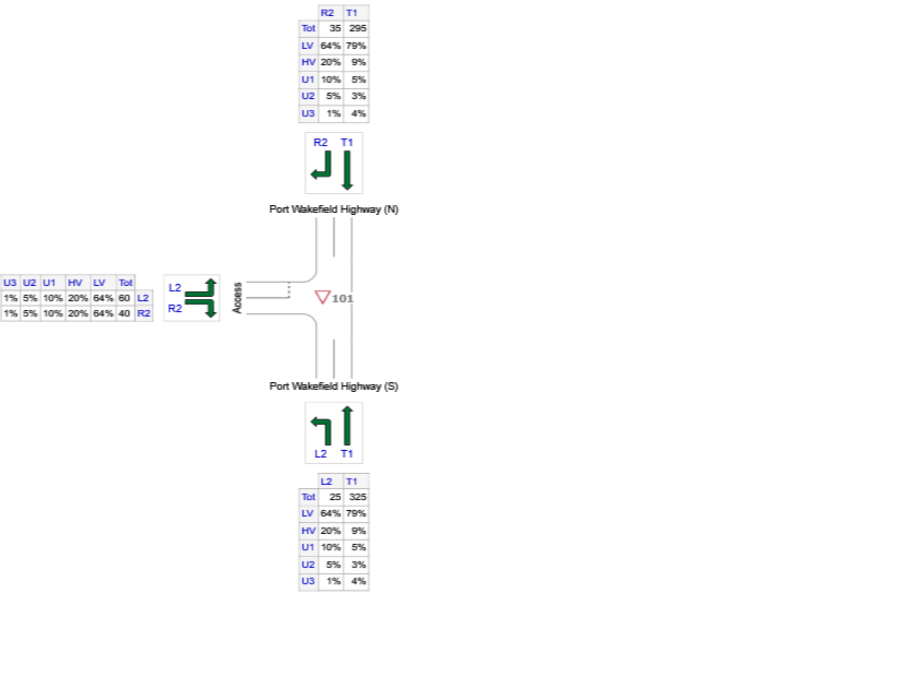 R2 T1
Tot 35 295
LV 64% 79%
HV 20% 9%
U1 10% 5%
U2 5% 3%
U3 1% 4%
R2 T1
Port Wakefield Highway (N)
U3 U2 U1 HV LV Tot
1% 5% 10% 20% 64% 60 L2
1% 5% 10% 20% 64% 40 R2
L2
R2
Access
101
Port Wakefield Highway (S)
L2 T1
L2 T1
Tot 25 325
LV 64% 79%
HV 20% 9%
U1 10% 5%
U2 5% 3%
U3 1% 4%